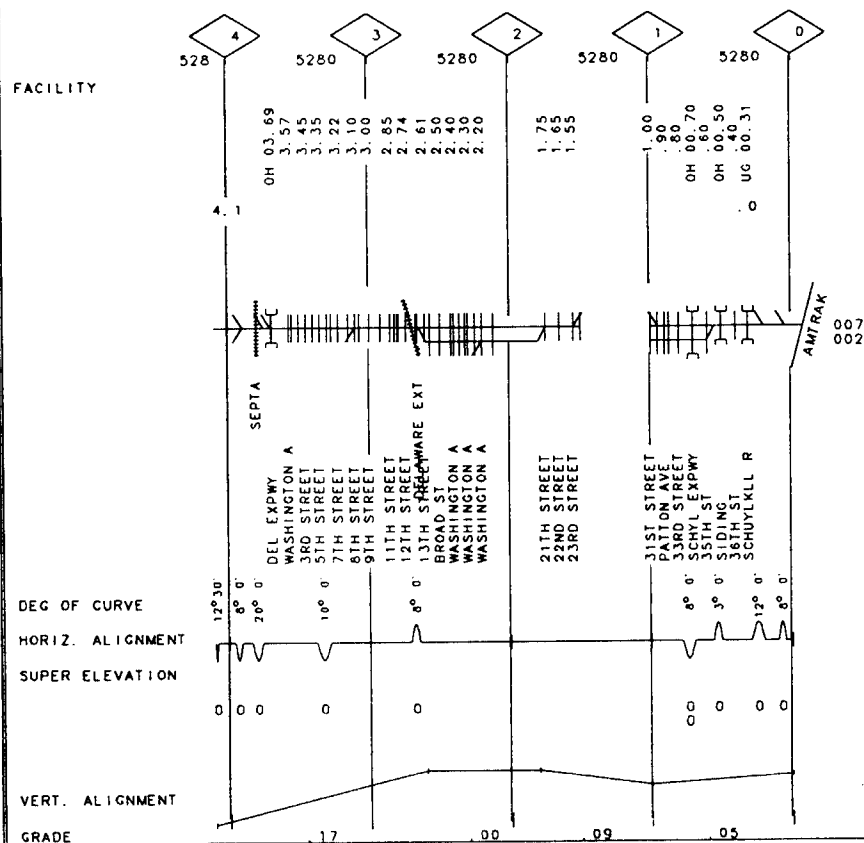 4 3 2 1 0
528 5280 5280 5280 5280
FACILITY
OH 03.69
3.57
3.45
3.35
3.22
3.10
3.00
2.85
2.74
2.61
2.50
2.40
2.30
2.20
1.75
1.65
1.55
1.00
.90
.80
OH 00.70
.60
OH 00.50
.40
UG 00.31
4.1
.0
AMTRAK
007
002
SEPTA
DEL EXPWY
WASHINGTON A
3RD STREET
5TH STREET
7TH STREET
8TH STREET
9TH STREET
11TH STREET
12TH STREET
13TH STREET
DELAWARE EXT
BROAD ST
WASHINGTON A
WASHINGTON A
WASHINGTON A
21TH STREET
22ND STREET
23RD STREET
31ST STREET
PATTON AVE
33RD STREET
SCHYL EXPWY
35TH ST
SIDING
36TH ST
SCHUYLKLL R
DEG OF CURVE
12°30 8° 0' 20° 0' 10° 0' 8° 0' 8° 0' 3° 0' 12° 0' 8° 0'
HORIZ. ALIGNMENT
SUPER ELEVATION
0 0 0 0 0 00 0 0 0
VERT. ALIGNMENT
GRADE .17 .00 .09 .05